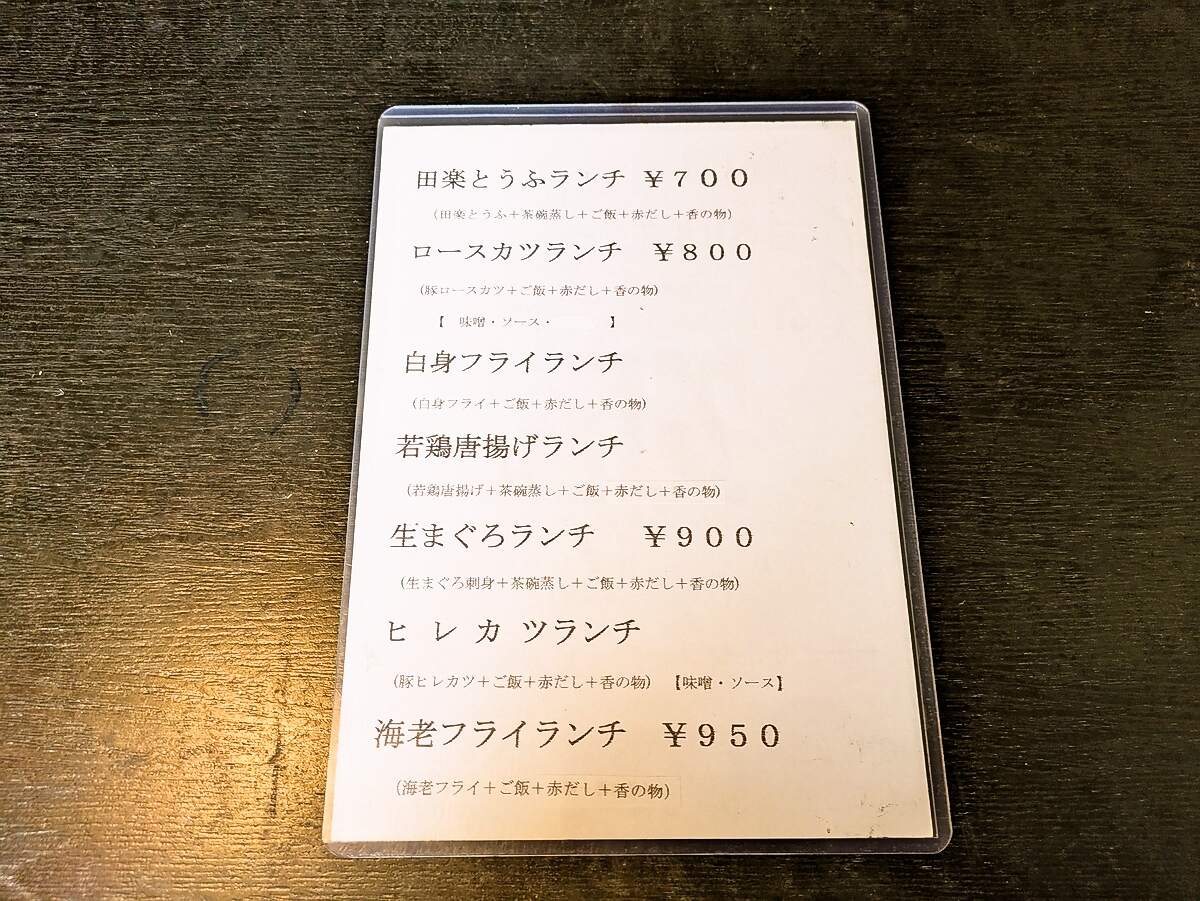 田楽とうふランチ ￥７００
(田楽とうふ＋茶碗蒸し＋ご飯＋赤だし＋香の物)
ロースカツランチ ￥８００
(豚ロースカツ＋ご飯＋赤だし＋香の物)
【 味噌・ソース・ 】
白身フライランチ
(白身フライ＋ご飯＋赤だし＋香の物)
若鶏唐揚げランチ
(若鶏唐揚げ＋茶碗蒸し＋ご飯＋赤だし＋香の物)
生まぐろランチ ￥９００
(生まぐろ刺身＋茶碗蒸し＋ご飯＋赤だし＋香の物)
ヒレカツランチ
(豚ヒレカツ＋ご飯＋赤だし＋香の物) 【味噌・ソース】
海老フライランチ ￥９５０
(海老フライ＋ご飯＋赤だし＋香の物)